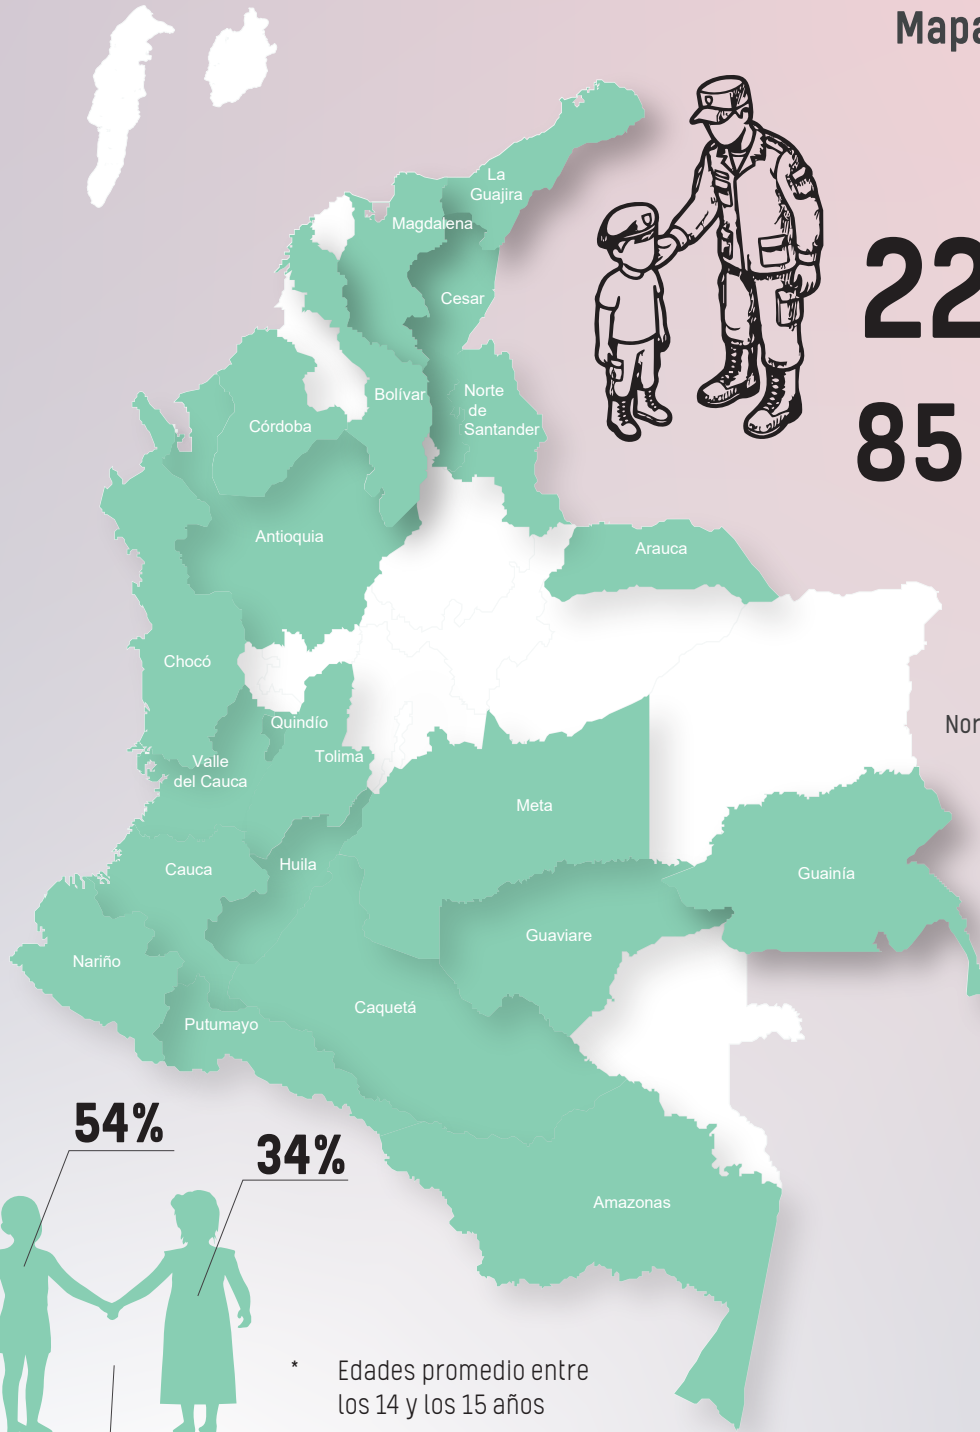 Mapa
22
85
La
Guajira
Magdalena
Cesar
Bolívar
Norte
de
Santander
Córdoba
Antioquia
Arauca
Chocó
Quindío
Tolima
Valle
del Cauca
Nor
Meta
Cauca
Huila
Guainía
Nariño
Guaviare
Caquetá
Putumayo
54%
34%
Amazonas
* Edades promedio entre
los 14 y los 15 años